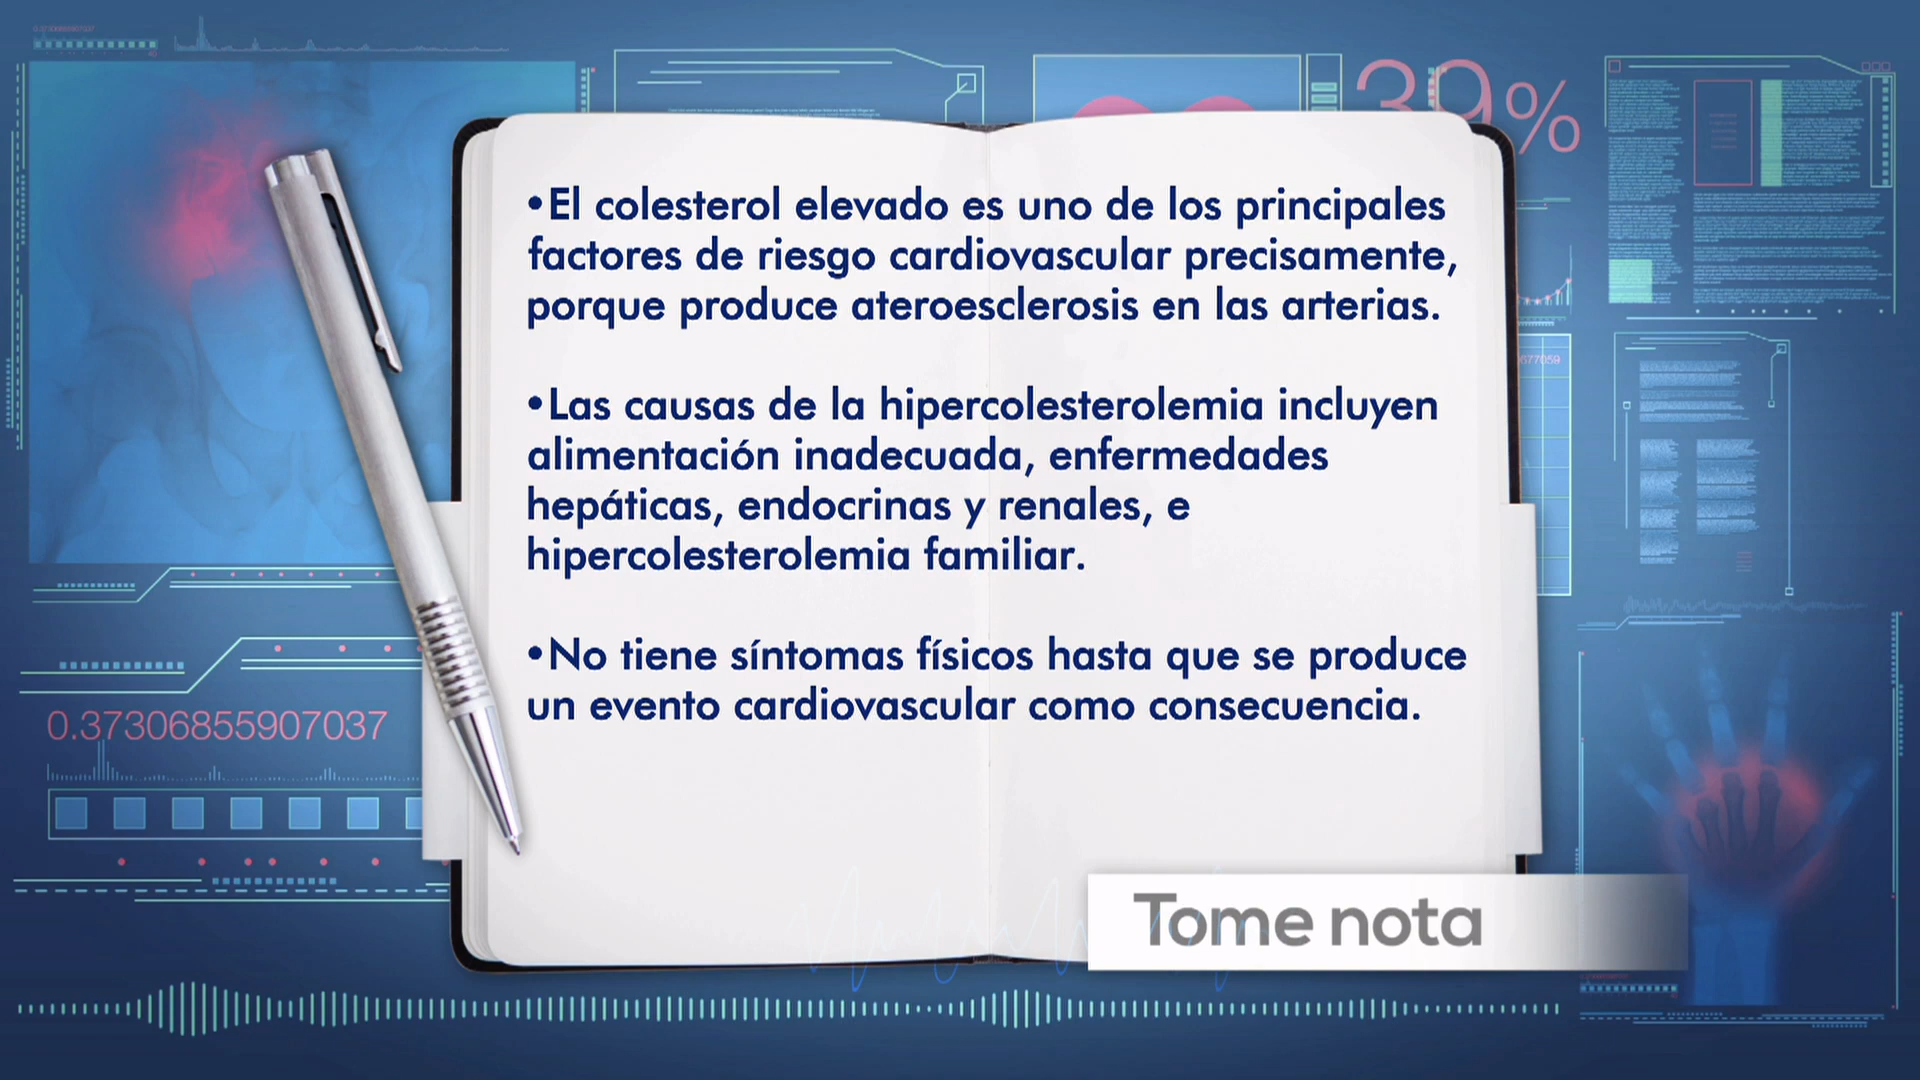 39%
•El colesterol elevado es uno de los principales
factores de riesgo cardiovascular precisamente,
porque produce ateroesclerosis en las arterias.
•Las causas de la hipercolesterolemia incluyen
alimentación inadecuada, enfermedades
hepáticas, endocrinas y renales, e
hipercolesterolemia familiar.
•No tiene síntomas físicos hasta que se produce
un evento cardiovascular como consecuencia.
0.37306855907037
Tome nota